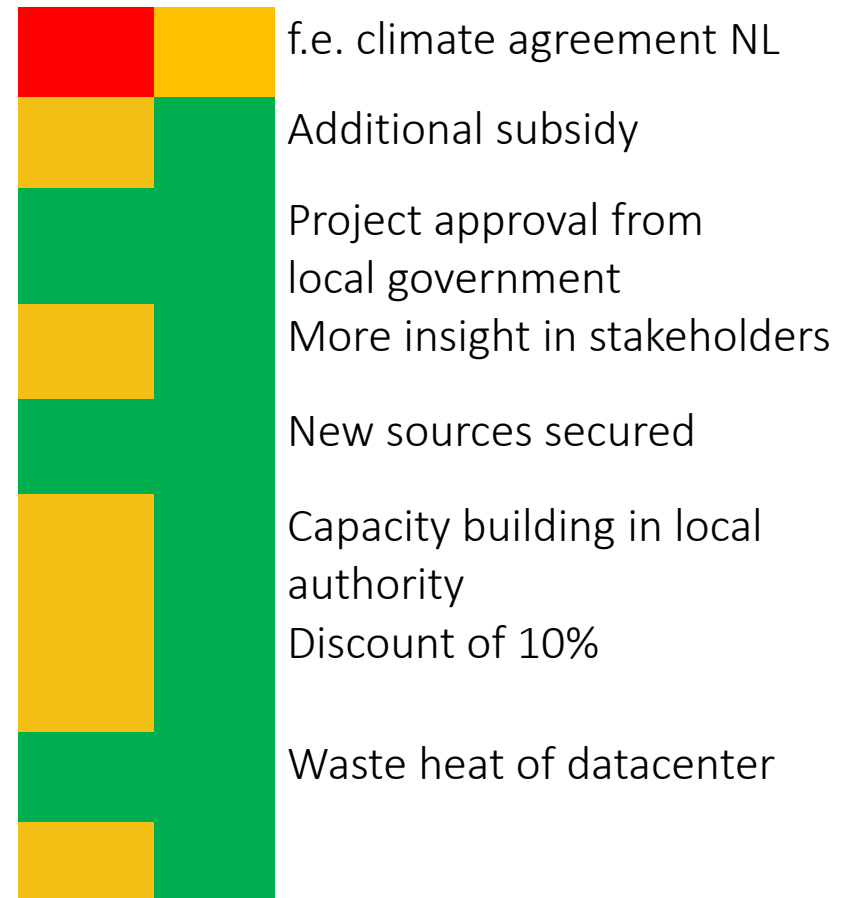 f.e. climate agreement NL
Additional subsidy
Project approval from
local government
More insight in stakeholders
New sources secured
Capacity building in local
authority
Discount of 10%
Waste heat of datacenter